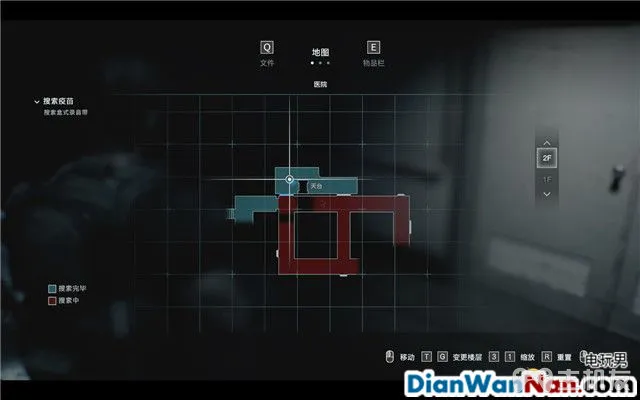 Q 地图 E
文件 物品栏
医院
搜索疫苗
搜索盒式录音带
2F
1F
天台
搜索完毕
搜索中
移动 T G 变更楼层 3 1 缩放 R 重置
电玩男
DianWanNan.com